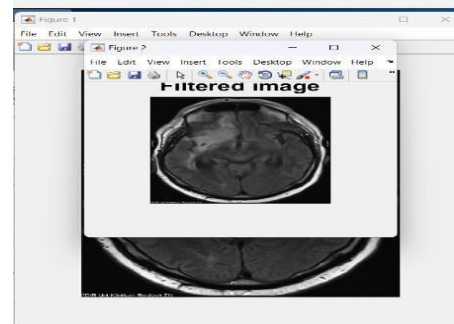 Figure 1
File Edit View Insert Tools Desktop Window Help
Figure 2
File Edit View Insert Tools Desktop Window Help
Filtered image